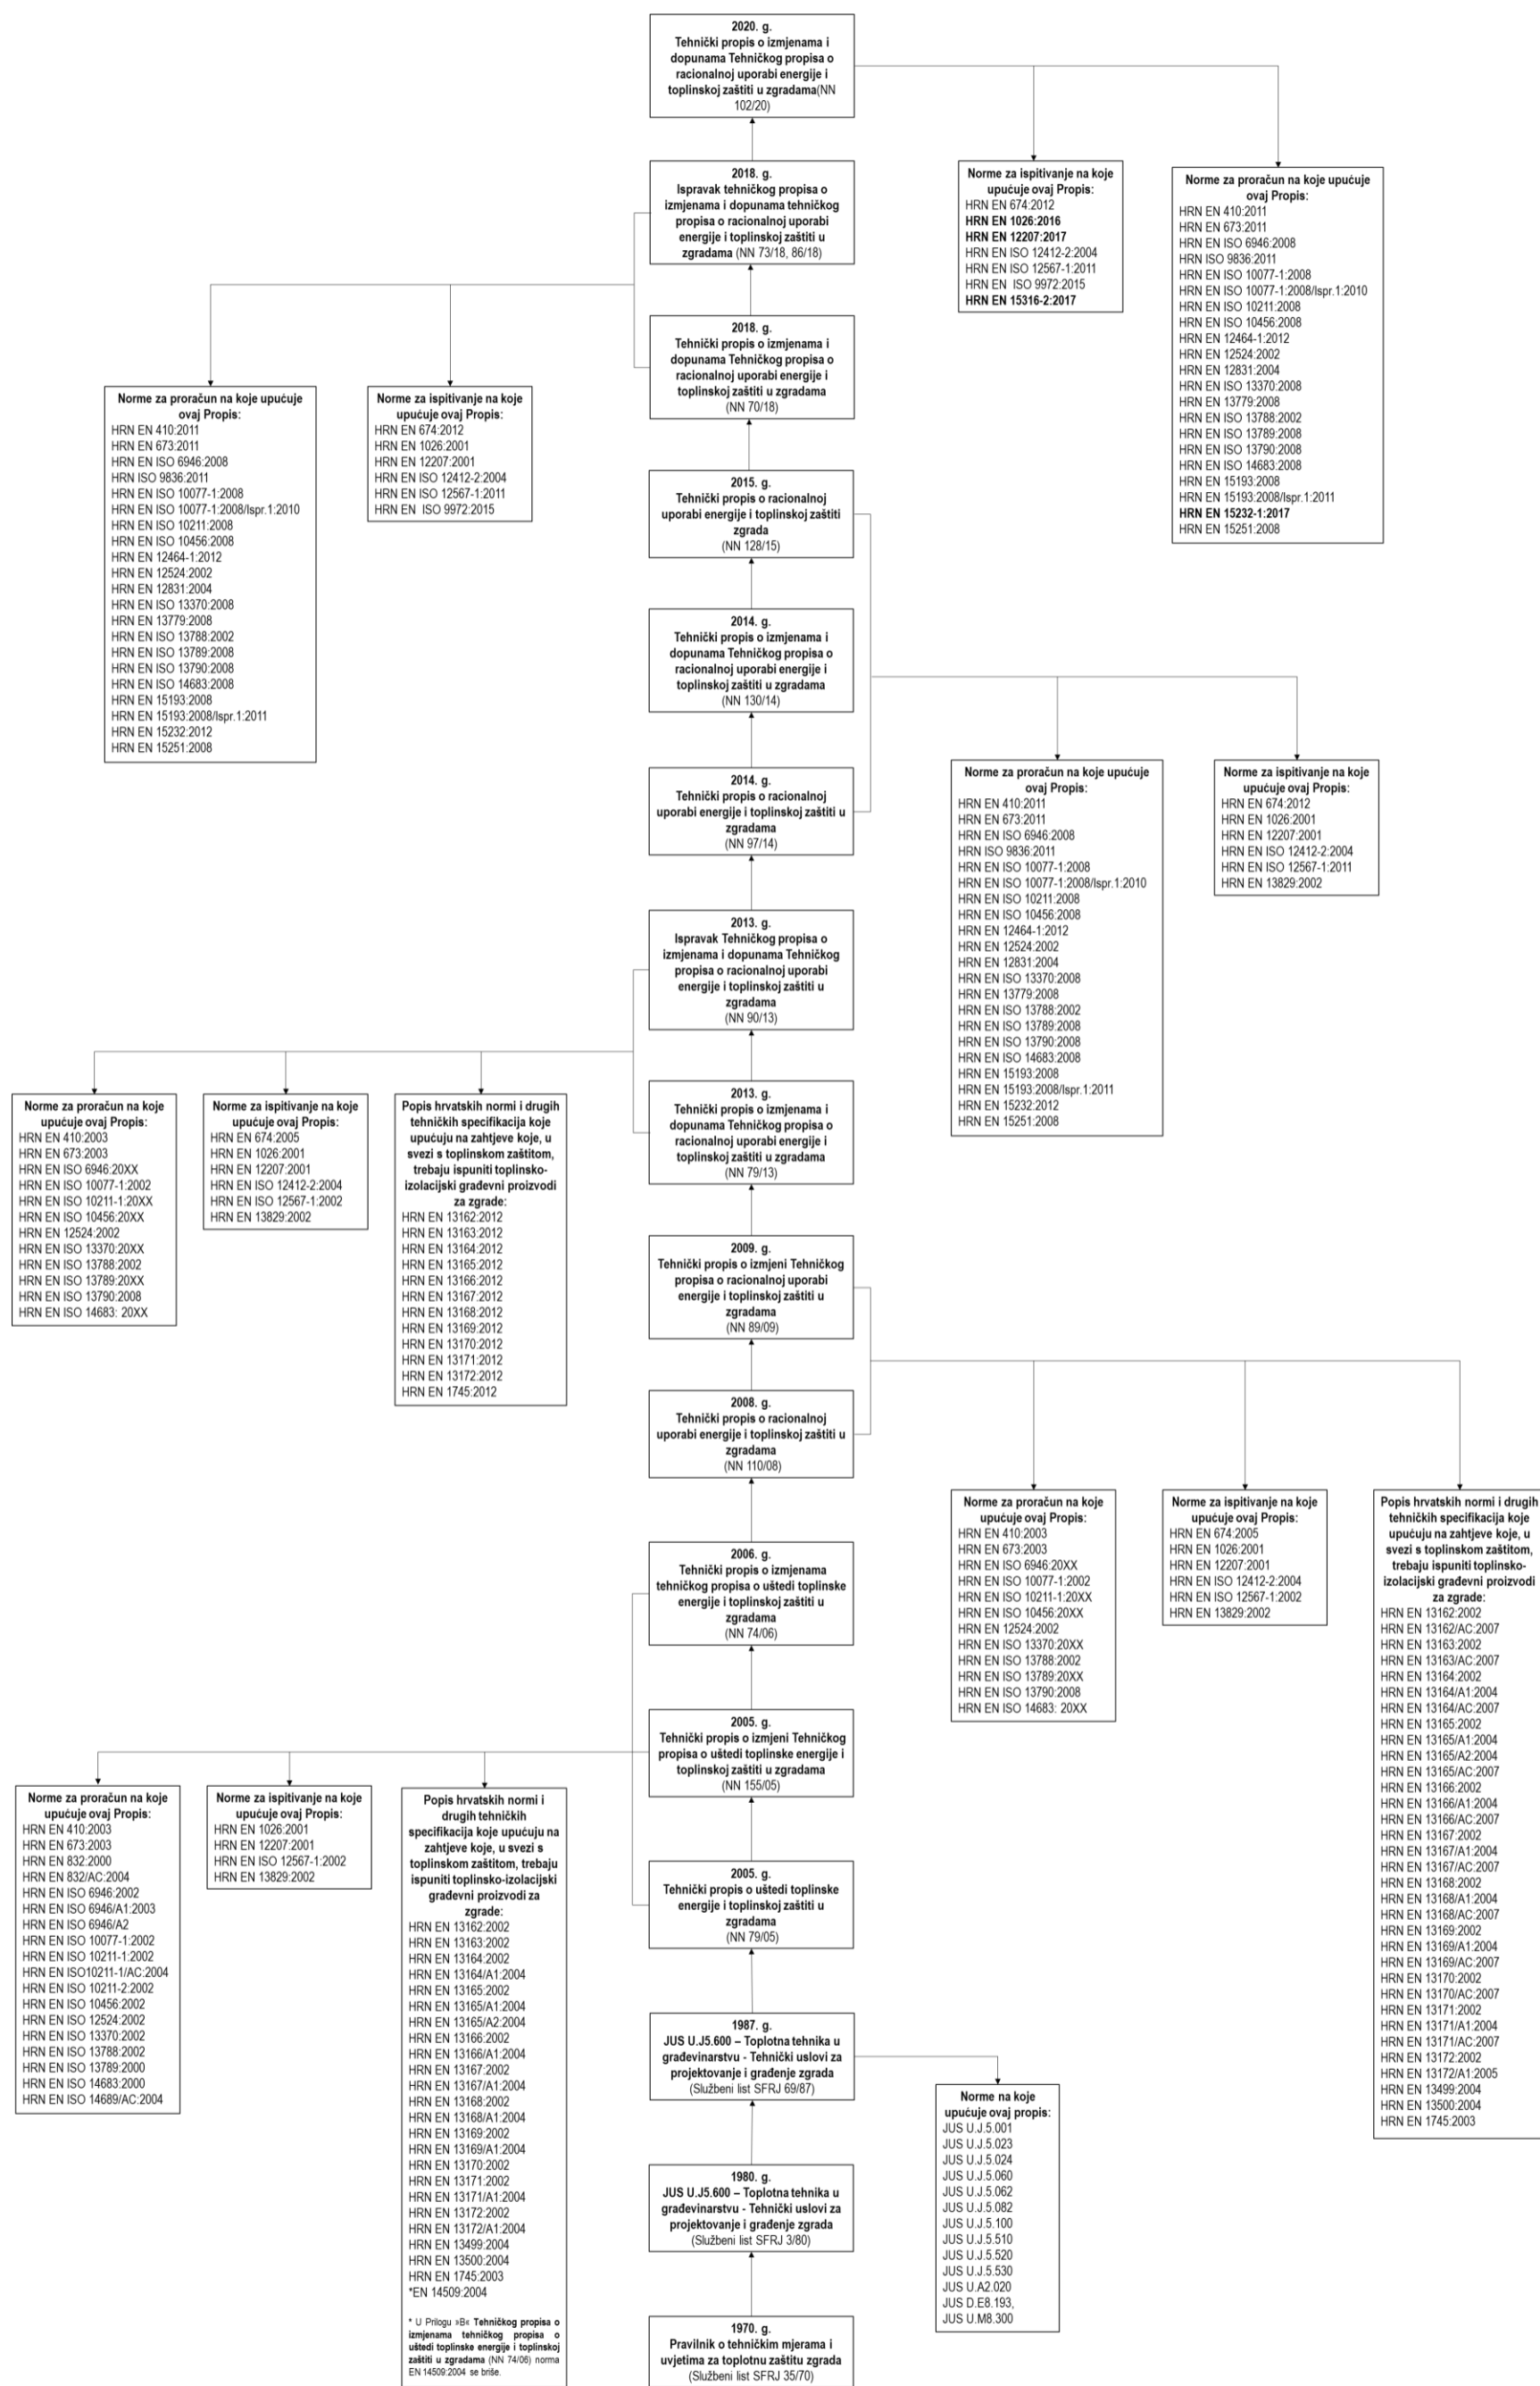 2020. g.
Tehnički propis o izmjenama i
dopunama Tehničkog propisa o
racionalnoj uporabi energije i
toplinskoj zaštiti u zgradama(NN
102/20)
2018. g.
Ispravak tehničkog propisa o
izmjenama i dopunama tehničkog
propisa o racionalnoj uporabi
energije i toplinskoj zaštiti u
zgradama (NN 73/18, 86/18)
Norme za ispitivanje na koje
upućuje ovaj Propis:
HRN EN 674:2012
HRN EN 1026:2016
HRN EN 12207:2017
HRN EN ISO 12412-2:2004
HRN EN ISO 12567-1:2011
HRN EN ISO 9972:2015
HRN EN 15316-2:2017
Norme za proračun na koje upućuje
ovaj Propis:
HRN EN 410:2011
HRN EN 673:2011
HRN EN ISO 6946:2008
HRN ISO 9836:2011
HRN EN ISO 10077-1:2008
HRN EN ISO 10077-1:2008/Ispr.1:2010
HRN EN ISO 10211:2008
HRN EN ISO 10456:2008
HRN EN 12464-1:2012
HRN EN 12524:2002
HRN EN 12831:2004
HRN EN ISO 13370:2008
HRN EN 13779:2008
HRN EN ISO 13788:2002
HRN EN ISO 13789:2008
HRN EN ISO 13790:2008
HRN EN ISO 14683:2008
HRN EN 15193:2008
HRN EN 15193:2008/Ispr.1:2011
HRN EN 15232-1:2017
HRN EN 15251:2008
2018. g.
Tehnički propis o izmjenama i
dopunama Tehničkog propisa o
racionalnoj uporabi energije i
toplinskoj zaštiti u zgradama
(NN 70/18)
Norme za proračun na koje upućuje
ovaj Propis:
HRN EN 410:2011
HRN EN 673:2011
HRN EN ISO 6946:2008
HRN ISO 9836:2011
HRN EN ISO 10077-1:2008
HRN EN ISO 10077-1:2008/Ispr.1:2010
HRN EN ISO 10211:2008
HRN EN ISO 10456:2008
HRN EN 12464-1:2012
HRN EN 12524:2002
HRN EN 12831:2004
HRN EN ISO 13370:2008
HRN EN 13779:2008
HRN EN ISO 13788:2002
HRN EN ISO 13789:2008
HRN EN ISO 13790:2008
HRN EN ISO 14683:2008
HRN EN 15193:2008
HRN EN 15193:2008/Ispr.1:2011
HRN EN 15232:2012
HRN EN 15251:2008
Norme za ispitivanje na koje
upućuje ovaj Propis:
HRN EN 674:2012
HRN EN 1026:2001
HRN EN 12207:2001
HRN EN ISO 12412-2:2004
HRN EN ISO 12567-1:2011
HRN EN ISO 9972:2015
2015. g.
Tehnički propis o racionalnoj
uporabi energije i toplinskoj zaštiti
zgrada
(NN 128/15)
2014. g.
Tehnički propis o izmjenama i
dopunama Tehničkog propisa o
racionalnoj uporabi energije i
toplinskoj zaštiti u zgradama
(NN 130/14)
2014. g.
Tehnički propis o racionalnoj
uporabi energije i toplinskoj zaštiti u
zgradama
(NN 97/14)
Norme za proračun na koje upućuje
ovaj Propis:
HRN EN 410:2011
HRN EN 673:2011
HRN EN ISO 6946:2008
HRN ISO 9836:2011
HRN EN ISO 10077-1:2008
HRN EN ISO 10077-1:2008/Ispr.1:2010
HRN EN ISO 10211:2008
HRN EN ISO 10456:2008
HRN EN 12464-1:2012
HRN EN 12524:2002
HRN EN 12831:2004
HRN EN ISO 13370:2008
HRN EN 13779:2008
HRN EN ISO 13788:2002
HRN EN ISO 13789:2008
HRN EN ISO 13790:2008
HRN EN ISO 14683:2008
HRN EN 15193:2008
HRN EN 15193:2008/Ispr.1:2011
HRN EN 15232:2012
HRN EN 15251:2008
Norme za ispitivanje na koje
upućuje ovaj Propis:
HRN EN 674:2012
HRN EN 1026:2001
HRN EN 12207:2001
HRN EN ISO 12412-2:2004
HRN EN ISO 12567-1:2011
HRN EN 13829:2002
2013. g.
Ispravak Tehničkog propisa o
izmjenama i dopunama Tehničkog
propisa o racionalnoj uporabi
energije i toplinskoj zaštiti u
zgradama
(NN 90/13)
2013. g.
Tehnički propis o izmjenama i
dopunama Tehničkog propisa o
racionalnoj uporabi energije i
toplinskoj zaštiti u zgradama
(NN 79/13)
Norme za proračun na koje
upućuje ovaj Propis:
HRN EN 410:2003
HRN EN 673:2003
HRN EN ISO 6946:20XX
HRN EN ISO 10077-1:2002
HRN EN ISO 10211-1:20XX
HRN EN ISO 10456:20XX
HRN EN 12524:2002
HRN EN ISO 13370:20XX
HRN EN ISO 13788:2002
HRN EN ISO 13789:20XX
HRN EN ISO 13790:2008
HRN EN ISO 14683: 20XX
Norme za ispitivanje na koje
upućuje ovaj Propis:
HRN EN 674:2005
HRN EN 1026:2001
HRN EN 12207:2001
HRN EN ISO 12412-2:2004
HRN EN ISO 12567-1:2002
HRN EN 13829:2002
Popis hrvatskih normi i drugih
tehničkih specifikacija koje
upućuju na zahtjeve koje, u
svezi s toplinskom zaštitom,
trebaju ispuniti toplinsko-
izolacijski građevni proizvodi
za zgrade:
HRN EN 13162:2012
HRN EN 13163:2012
HRN EN 13164:2012
HRN EN 13165:2012
HRN EN 13166:2012
HRN EN 13167:2012
HRN EN 13168:2012
HRN EN 13169:2012
HRN EN 13170:2012
HRN EN 13171:2012
HRN EN 13172:2012
HRN EN 1745:2012
2009. g.
Tehnički propis o izmjeni Tehničkog
propisa o racionalnoj uporabi
energije i toplinskoj zaštiti u
zgradama
(NN 89/09)
2008. g.
Tehnički propis o racionalnoj
uporabi energije i toplinskoj zaštiti u
zgradama
(NN 110/08)
Norme za proračun na koje
upućuje ovaj Propis:
HRN EN 410:2003
HRN EN 673:2003
HRN EN ISO 6946:20XX
HRN EN ISO 10077-1:2002
HRN EN ISO 10211-1:20XX
HRN EN ISO 10456:20XX
HRN EN 12524:2002
HRN EN ISO 13370:20XX
HRN EN ISO 13788:2002
HRN EN ISO 13789:20XX
HRN EN ISO 13790:2008
HRN EN ISO 14683: 20XX
Norme za ispitivanje na koje
upućuje ovaj Propis:
HRN EN 674:2005
HRN EN 1026:2001
HRN EN 12207:2001
HRN EN ISO 12412-2:2004
HRN EN ISO 12567-1:2002
HRN EN 13829:2002
Popis hrvatskih normi i drugih
tehničkih specifikacija koje
upućuju na zahtjeve koje, u
svezi s toplinskom zaštitom,
trebaju ispuniti toplinsko-
izolacijski građevni proizvodi
za zgrade:
HRN EN 13162:2002
HRN EN 13162/AC:2007
HRN EN 13163:2002
HRN EN 13163/AC:2007
HRN EN 13164:2002
HRN EN 13164/A1:2004
HRN EN 13164/AC:2007
HRN EN 13165:2002
HRN EN 13165/A1:2004
HRN EN 13165/A2:2004
HRN EN 13165/AC:2007
HRN EN 13166:2002
HRN EN 13166/A1:2004
HRN EN 13166/AC:2007
HRN EN 13167:2002
HRN EN 13167/A1:2004
HRN EN 13167/AC:2007
HRN EN 13168:2002
HRN EN 13168/A1:2004
HRN EN 13168/AC:2007
HRN EN 13169:2002
HRN EN 13169/A1:2004
HRN EN 13169/AC:2007
HRN EN 13170:2002
HRN EN 13170/AC:2007
HRN EN 13171:2002
HRN EN 13171/A1:2004
HRN EN 13171/AC:2007
HRN EN 13172:2002
HRN EN 13172/A1:2005
HRN EN 13499:2004
HRN EN 13500:2004
HRN EN 1745:2003
2006. g.
Tehnički propis o izmjenama
tehničkog propisa o uštedi toplinske
energije i toplinskoj zaštiti u
zgradama
(NN 74/06)
2005. g.
Tehnički propis o izmjeni Tehničkog
propisa o uštedi toplinske energije i
toplinskoj zaštiti u zgradama
(NN 155/05)
2005. g.
Tehnički propis o uštedi toplinske
energije i toplinskoj zaštiti u
zgradama
(NN 79/05)
Norme za proračun na koje
upućuje ovaj Propis:
HRN EN 410:2003
HRN EN 673:2003
HRN EN 832:2000
HRN EN 832/AC:2004
HRN EN ISO 6946:2002
HRN EN ISO 6946/A1:2003
HRN EN ISO 6946/A2
HRN EN ISO 10077-1:2002
HRN EN ISO 10211-1:2002
HRN EN ISO10211-1/AC:2004
HRN EN ISO 10211-2:2002
HRN EN ISO 10456:2002
HRN EN ISO 12524:2002
HRN EN ISO 13370:2002
HRN EN ISO 13788:2002
HRN EN ISO 13789:2000
HRN EN ISO 14683:2000
HRN EN ISO 14689/AC:2004
Norme za ispitivanje na koje
upućuje ovaj Propis:
HRN EN 1026:2001
HRN EN 12207:2001
HRN EN ISO 12567-1:2002
HRN EN 13829:2002
Popis hrvatskih normi i
drugih tehničkih
specifikacija koje upućuju na
zahtjeve koje, u svezi s
toplinskom zaštitom, trebaju
ispuniti toplinsko-izolacijski
građevni proizvodi za
zgrade:
HRN EN 13162:2002
HRN EN 13163:2002
HRN EN 13164:2002
HRN EN 13164/A1:2004
HRN EN 13165:2002
HRN EN 13165/A1:2004
HRN EN 13165/A2:2004
HRN EN 13166:2002
HRN EN 13166/A1:2004
HRN EN 13167:2002
HRN EN 13167/A1:2004
HRN EN 13168:2002
HRN EN 13168/A1:2004
HRN EN 13169:2002
HRN EN 13169/A1:2004
HRN EN 13170:2002
HRN EN 13171:2002
HRN EN 13171/A1:2004
HRN EN 13172:2002
HRN EN 13172/A1:2004
HRN EN 13499:2004
HRN EN 13500:2004
HRN EN 1745:2003
*EN 14509:2004
* U Prilogu »B« Tehničkog propisa o
izmjenama tehničkog propisa o
uštedi toplinske energije i toplinskoj
zaštiti u zgradama (NN 74/06) norma
EN 14509:2004 se briše.
1987. g.
JUS U.J5.600 – Toplotna tehnika u
građevinarstvu - Tehnički uslovi za
projektovanje i građenje zgrada
(Službeni list SFRJ 69/87)
Norme na koje
upućuje ovaj propis:
JUS U.J.5.001
JUS U.J.5.023
JUS U.J.5.024
JUS U.J.5.060
JUS U.J.5.062
JUS U.J.5.082
JUS U.J.5.100
JUS U.J.5.510
JUS U.J.5.520
JUS U.J.5.530
JUS U.A2.020
JUS D.E8.193,
JUS U.M8.300
1980. g.
JUS U.J5.600 – Toplotna tehnika u
građevinarstvu - Tehnički uslovi za
projektovanje i građenje zgrada
(Službeni list SFRJ 3/80)
1970. g.
Pravilnik o tehničkim mjerama i
uvjetima za toplotnu zaštitu zgrada
(Službeni list SFRJ 35/70)